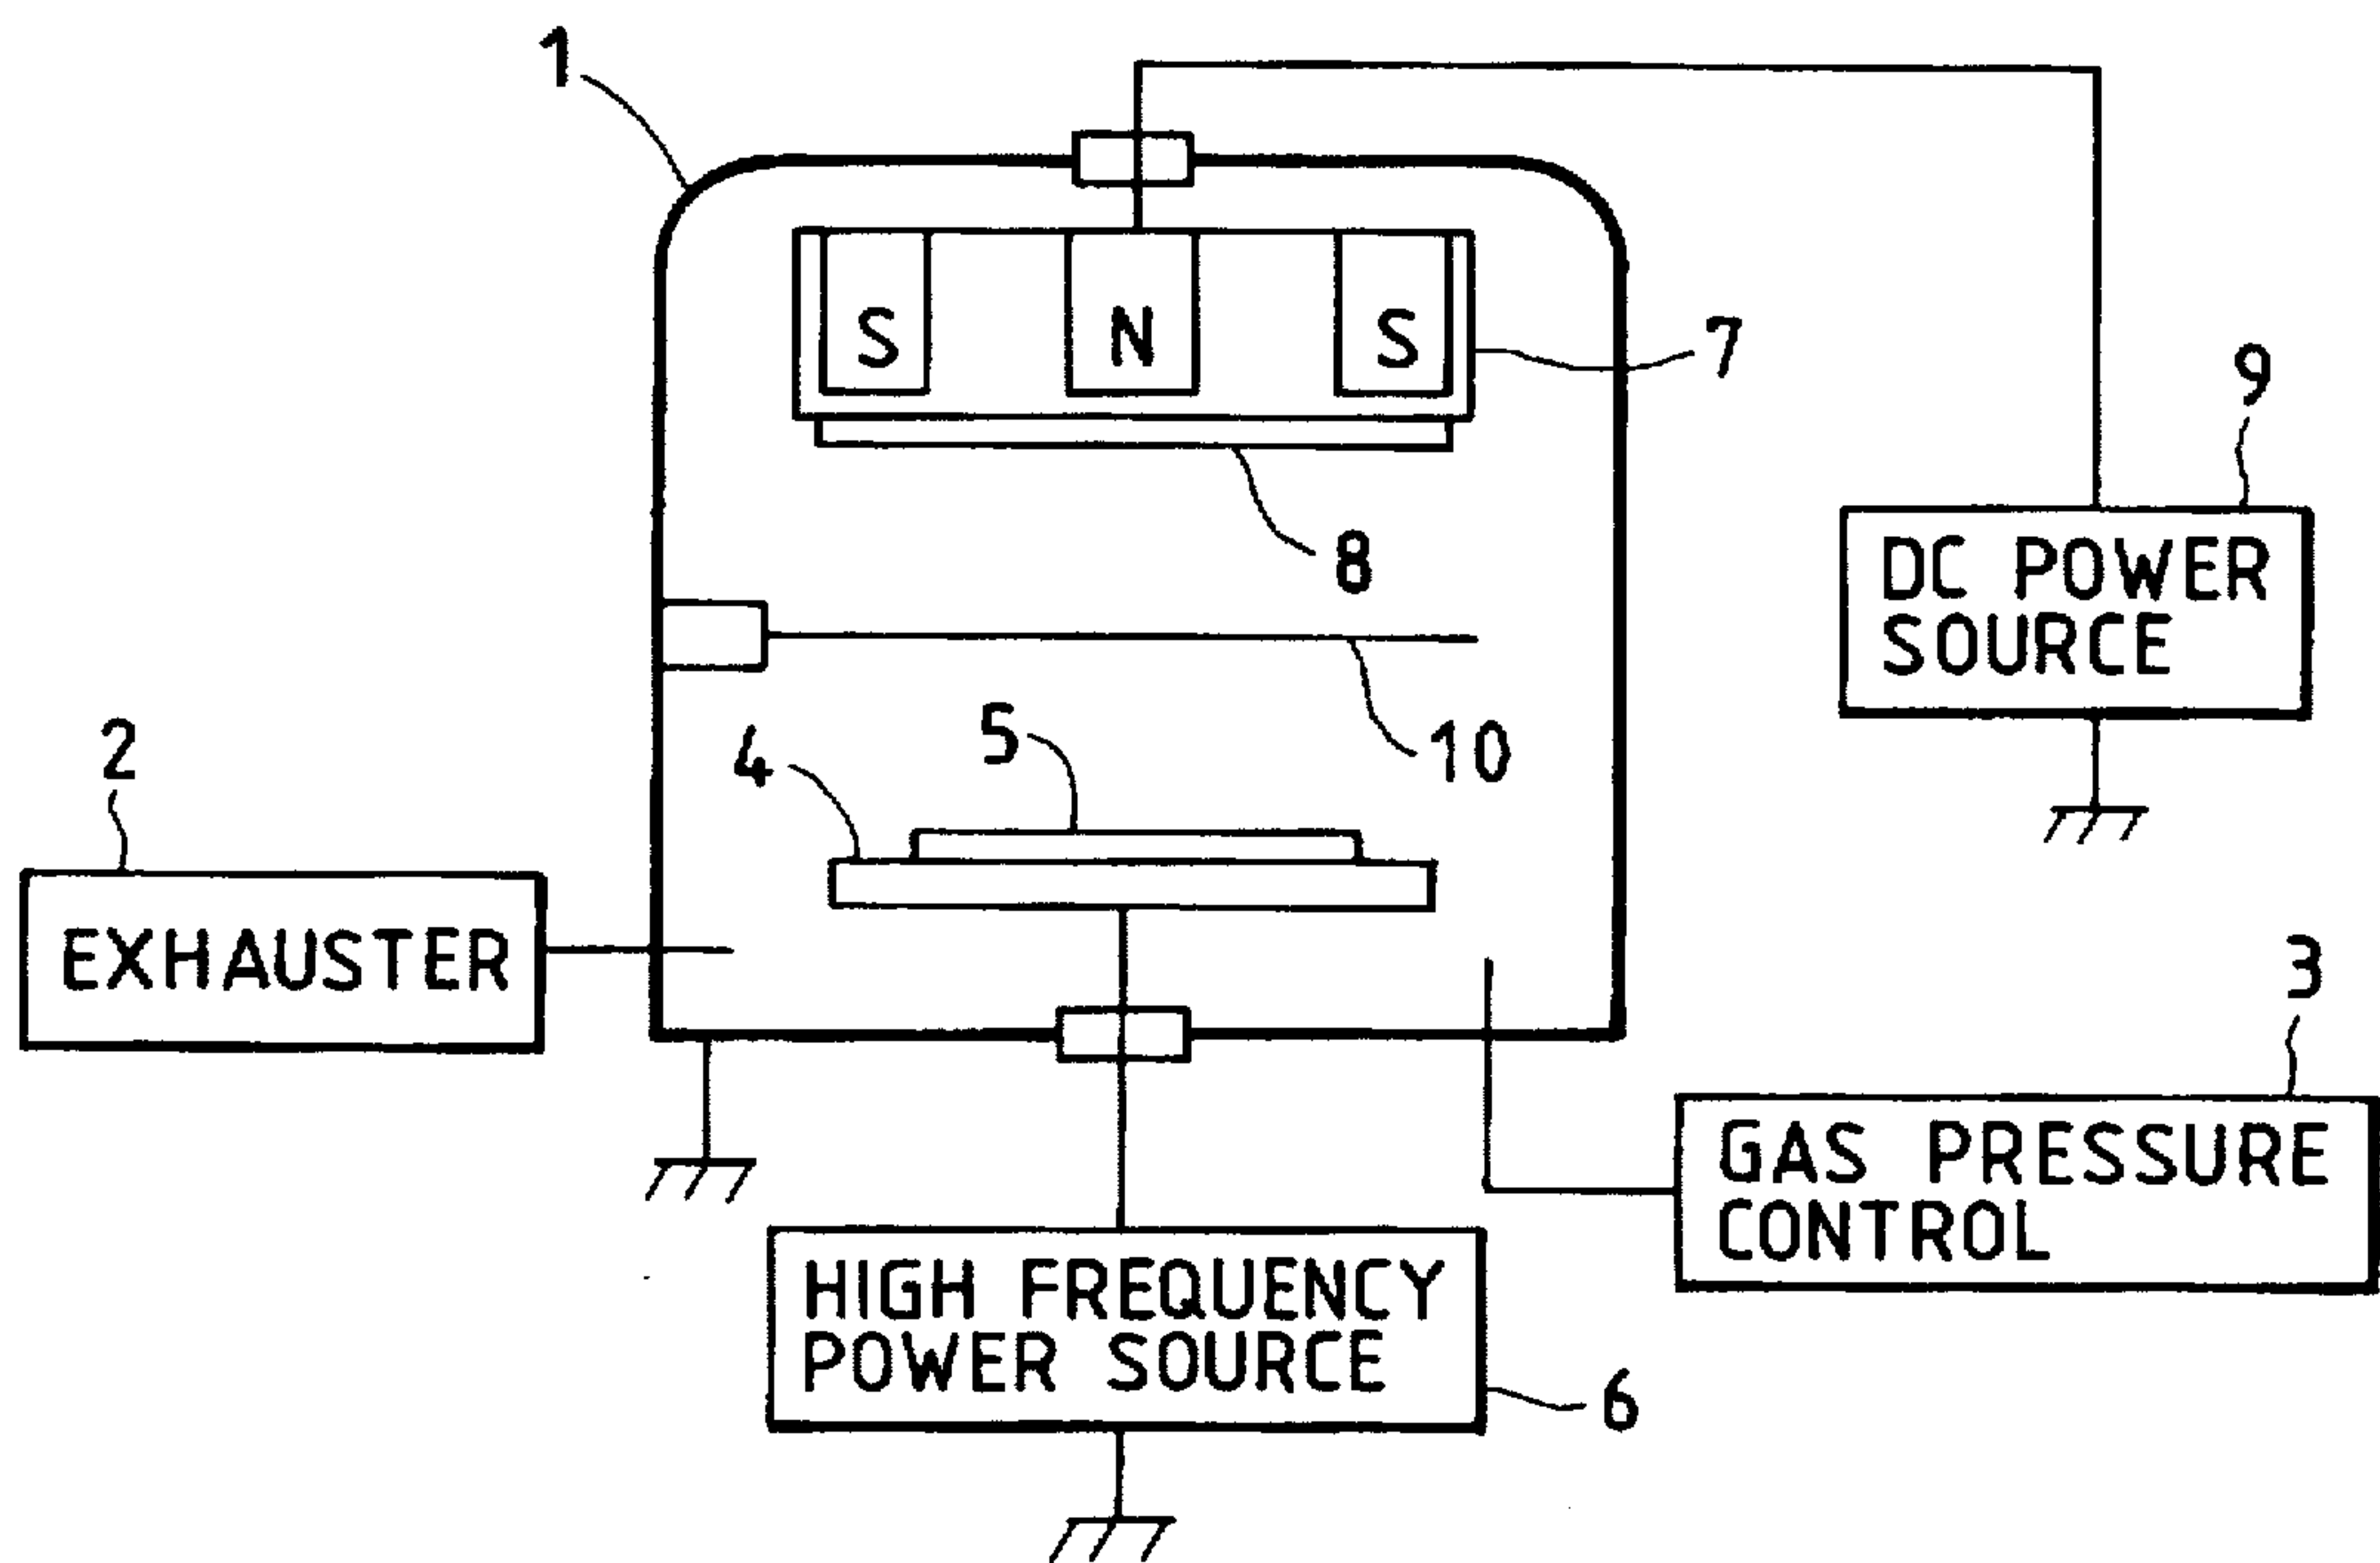 1
S N S
7
9
8
DC POWER
SOURCE
10
5
4
2
EXHAUSTER
3
GAS PRESSURE
CONTROL
HIGH FREQUENCY
POWER SOURCE
6